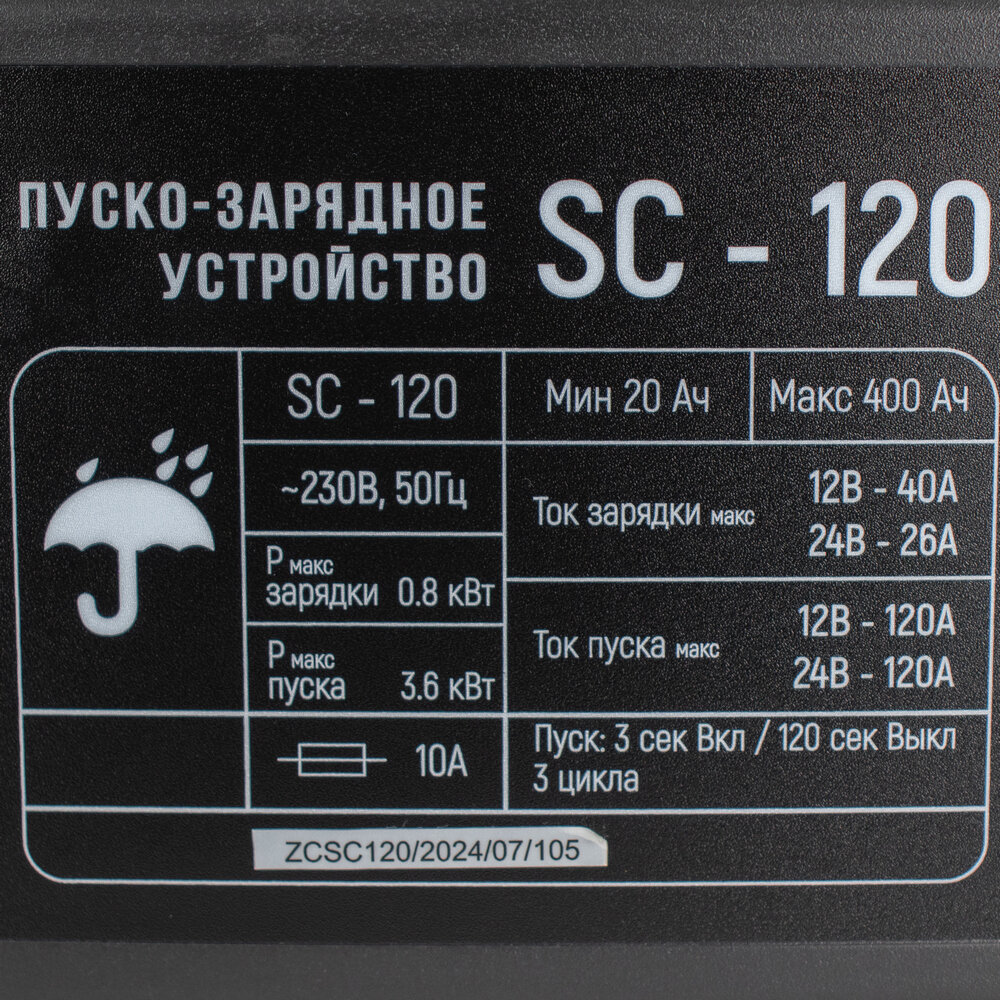 ПУСКО-ЗАРЯДНОЕ
УСТРОЙСТВО
SC - 120
SC - 120
Мин 20 Ач
Макс 400 Ач
~230В, 50Гц
Ток зарядки макс
12В - 40А
24В - 26А
Р макс
зарядки 0.8 кВт
Ток пуска макс
12В - 120А
24В - 120А
Р макс
пуска 3.6 кВт
10А
Пуск: 3 сек Вкл / 120 сек Выкл
3 цикла
ZCSC120/2024/07/105